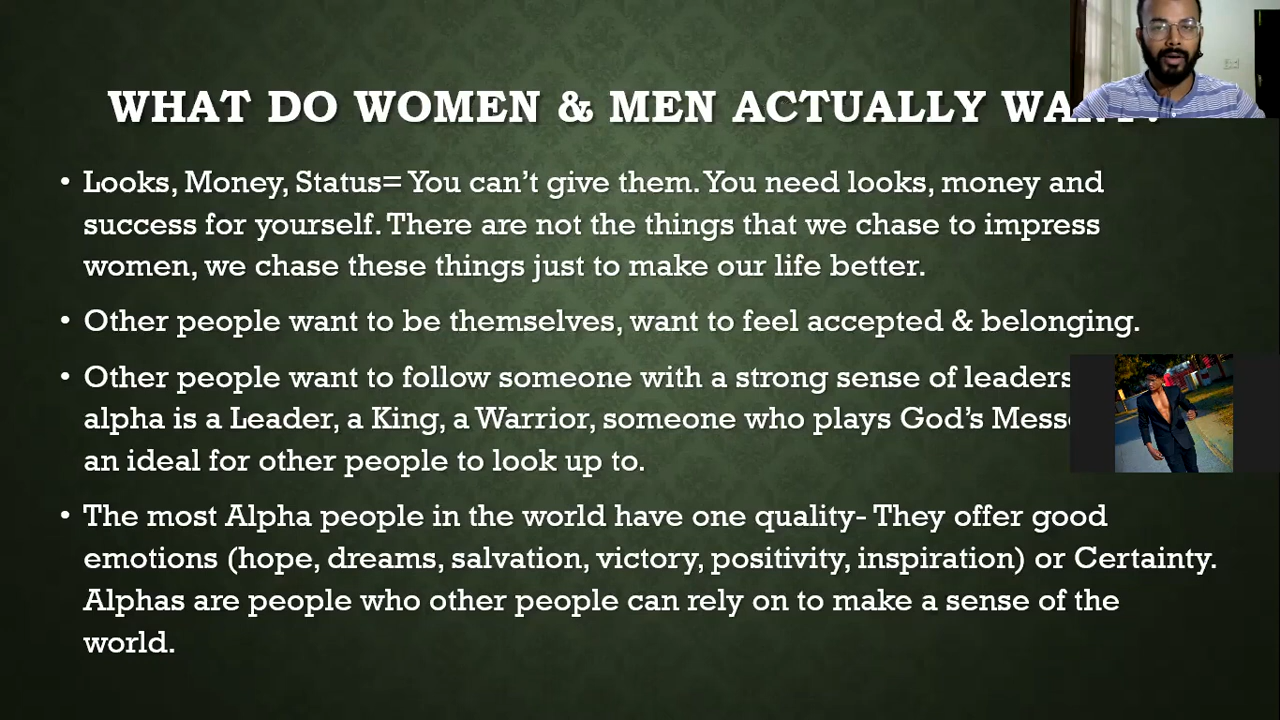 WHAT DO WOMEN & MEN ACTUALLY
• Looks, Money, Status= You can't give them. You need looks, money and
success for yourself. There are not the things that we chase to impress
women, we chase these things just to make our life better.
• Other people want to be themselves, want to feel accepted & belonging.
• Other people want to follow someone with a strong sense of
alpha is a Leader, a King, a Warrior, someone who plays God's
an ideal for other people to look up to.
• The most Alpha people in the world have one quality- They offer good
emotions (hope, dreams, salvation, victory, positivity, inspiration) or Certainty.
Alphas are people who other people can rely on to make a sense of the
world.